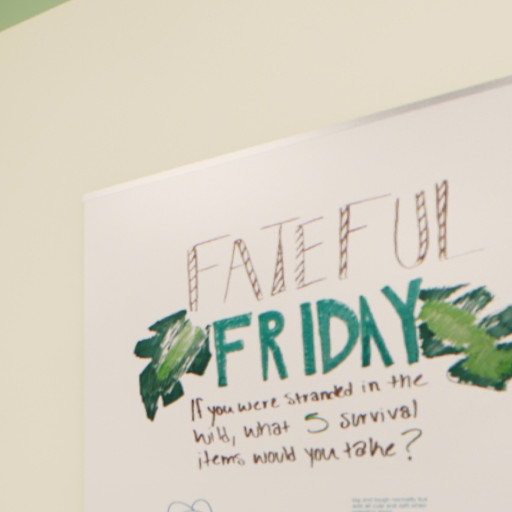 FATEFUL
FRIDAY
If you were stranded in the
wild, what 5 survival
items would you take?